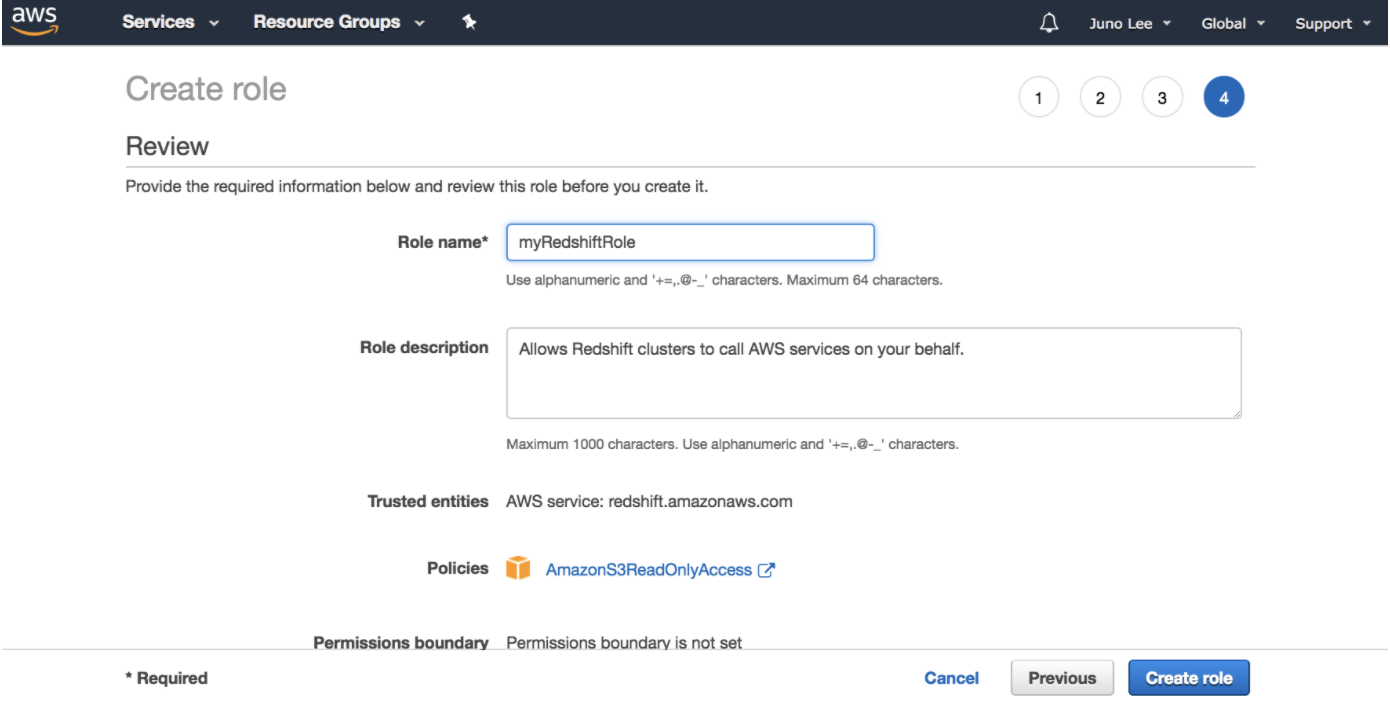 aws Services Resource Groups Juno Lee Global Support
Create role 1 2 3 4
Review
Provide the required information below and review this role before you create it.
Role name* myRedshiftRole
Use alphanumeric and '+=,.@-_' characters. Maximum 64 characters.
Role description Allows Redshift clusters to call AWS services on your behalf.
Maximum 1000 characters. Use alphanumeric and '+=,.@-_' characters.
Trusted entities AWS service: redshift.amazonaws.com
Policies AmazonS3ReadOnlyAccess
Permissions boundary Permissions boundary is not set
* Required Cancel Previous Create role